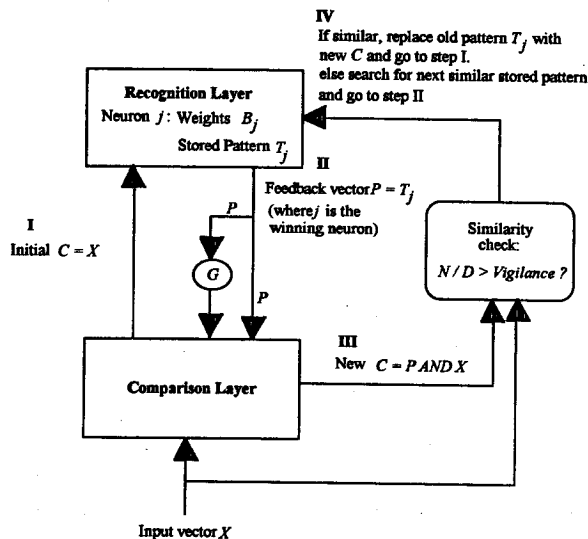 IV
If similar, replace old pattern T_j with
new C and go to step I.
else search for next similar stored pattern
and go to step II
Recognition Layer
Neuron j: Weights B_j
Stored Pattern T_j
II
Feedback vector P = T_j
(where j is the
winning neuron)
P
G
P
I
Initial C = X
Similarity
check:
N / D > Vigilance ?
III
New C = P AND X
Comparison Layer
Input vector X